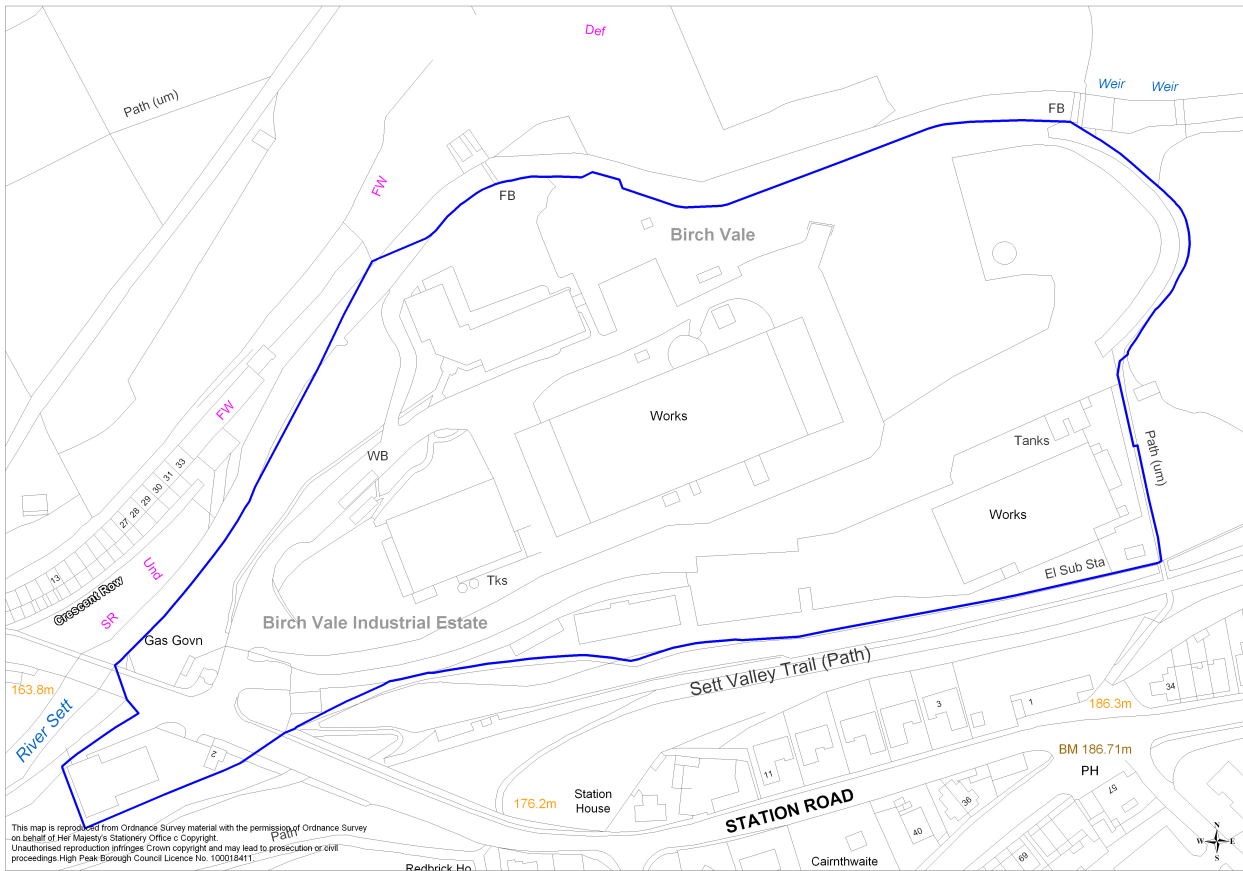 Def
Path (um)
Weir
Weir
FB
FW
FB
Birch Vale
FW
Works
Tanks
WB
Path (um)
33
31
30
29
28
27
13
Works
Und
Crescent Row
El Sub Sta
Tks
SR
Birch Vale Industrial Estate
Gas Govn
163.8m
River Sett
Sett Valley Trail (Path)
34
1
3
186.3m
2
BM 186.71m
PH
11
57
Station
House
176.2m
STATION ROAD
36
40
69
Path
Cairnthwaite
Redbrick Ho
N
W
E
S
This map is reproduced from Ordnance Survey material with the permission of Ordnance Survey
on behalf of Her Majesty's Stationery Office c Copyright.
Unauthorised reproduction infringes Crown copyright and may lead to prosecution or civil
proceedings.High Peak Borough Council Licence No. 100018411.